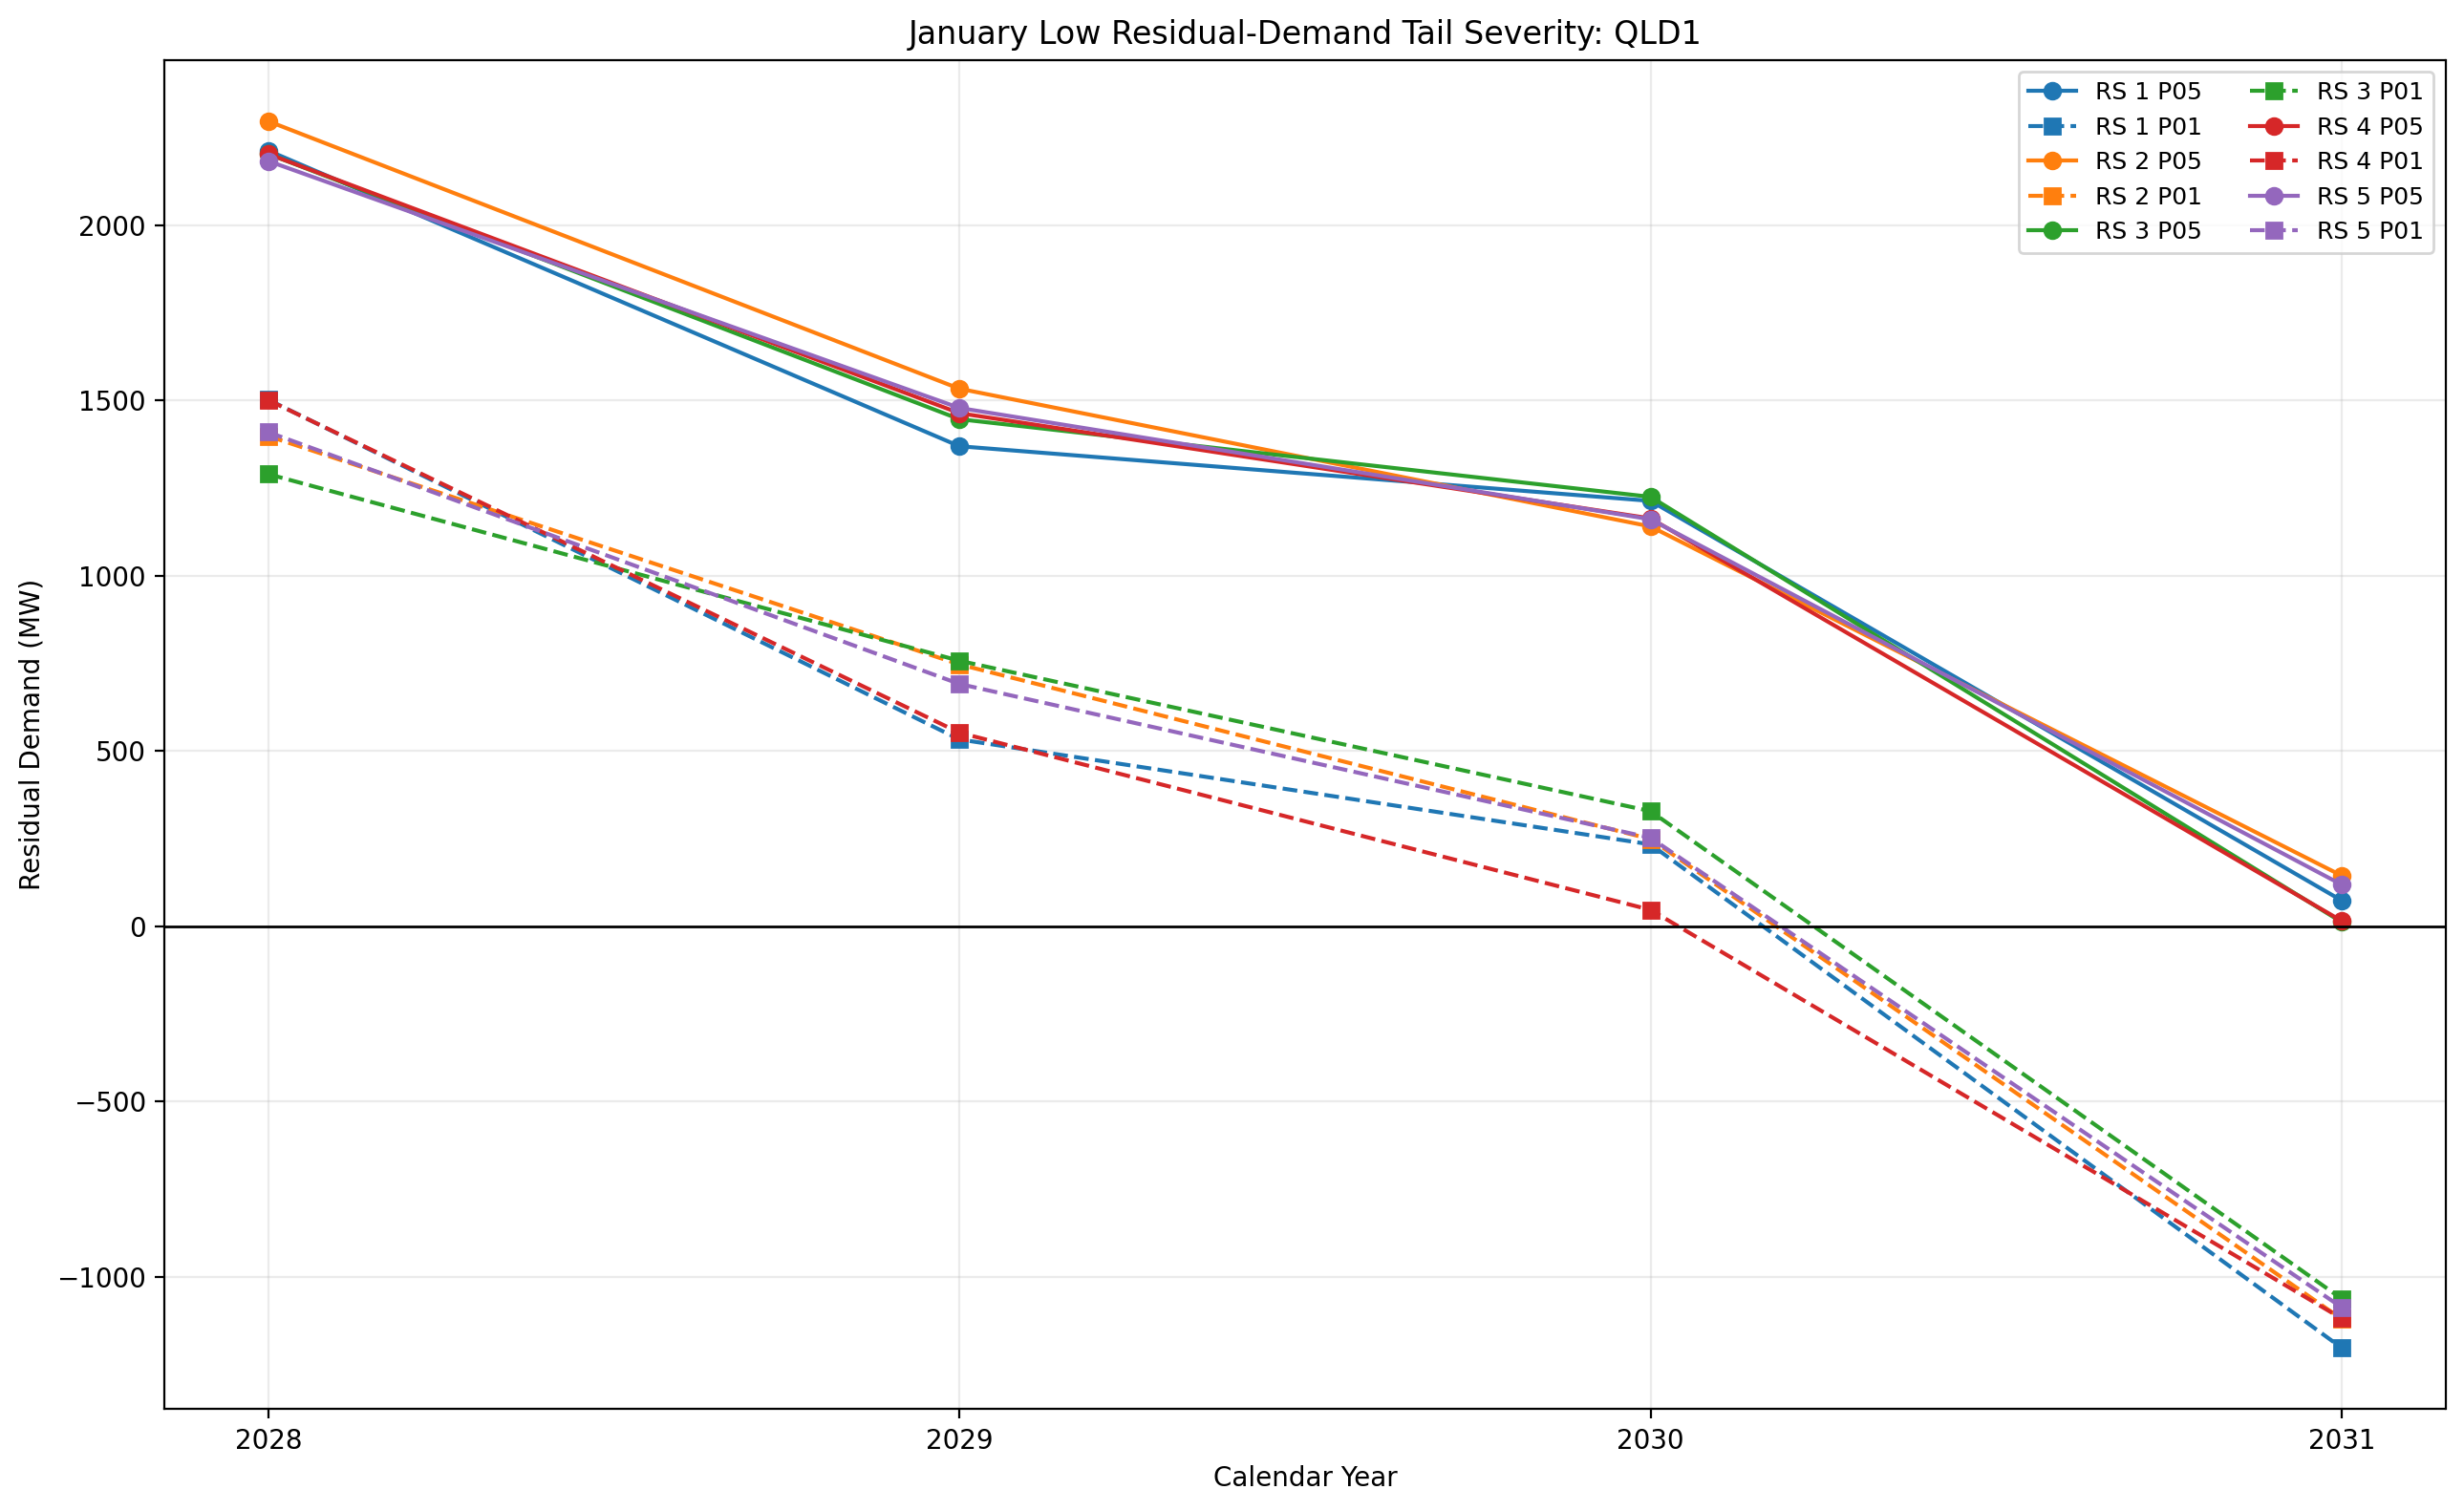 January Low Residual-Demand Tail Severity: QLD1
RS 1 P05
RS 1 P01
RS 2 P05
RS 2 P01
RS 3 P05
RS 3 P01
RS 4 P05
RS 4 P01
RS 5 P05
RS 5 P01
Residual Demand (MW)
2000
1500
1000
500
0
−500
−1000
2028 2029 2030 2031
Calendar Year